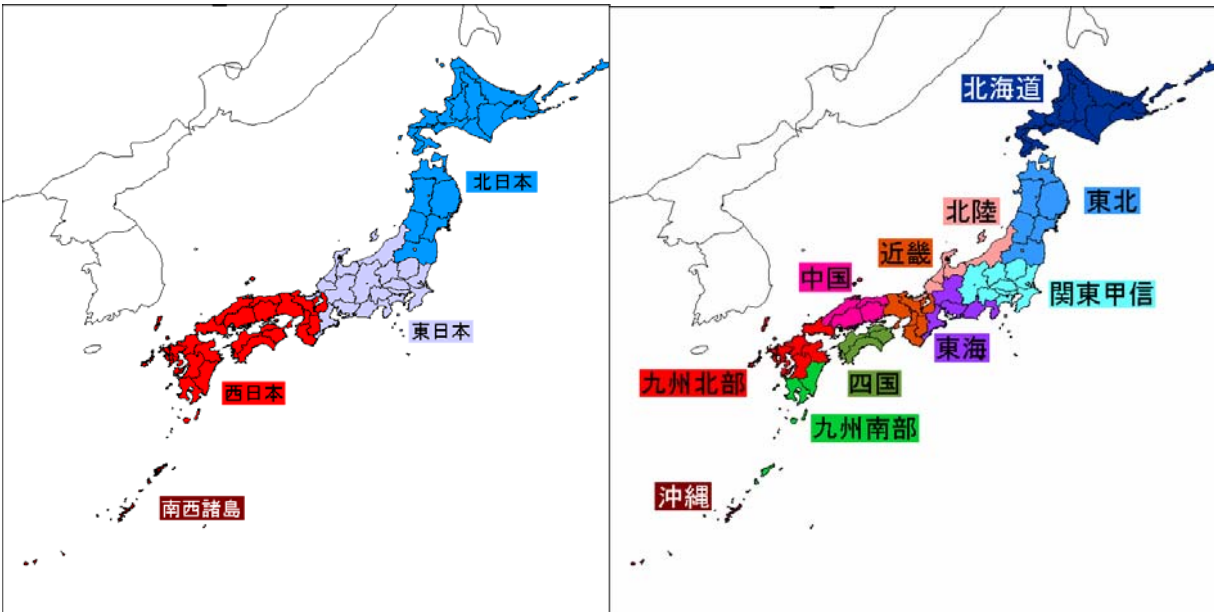 北日本
東日本
西日本
南西諸島
北海道
東北
北陸
近畿
中国
関東甲信
東海
九州北部
四国
九州南部
沖縄